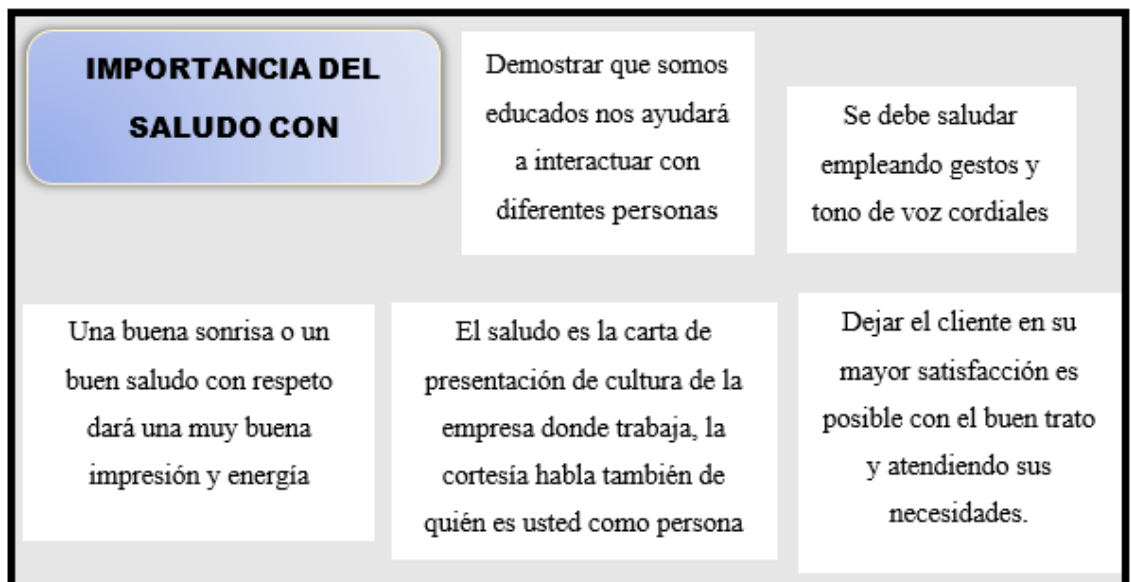 IMPORTANCIA DEL
SALUDO CON
Demostrar que somos
educados nos ayudará
a interactuar con
diferentes personas
Se debe saludar
empleando gestos y
tono de voz cordiales
Una buena sonrisa o un
buen saludo con respeto
dará una muy buena
impresión y energía
El saludo es la carta de
presentación de cultura de la
empresa donde trabaja, la
cortesía habla también de
quién es usted como persona
Dejar el cliente en su
mayor satisfacción es
posible con el buen trato
y atendiendo sus
necesidades.